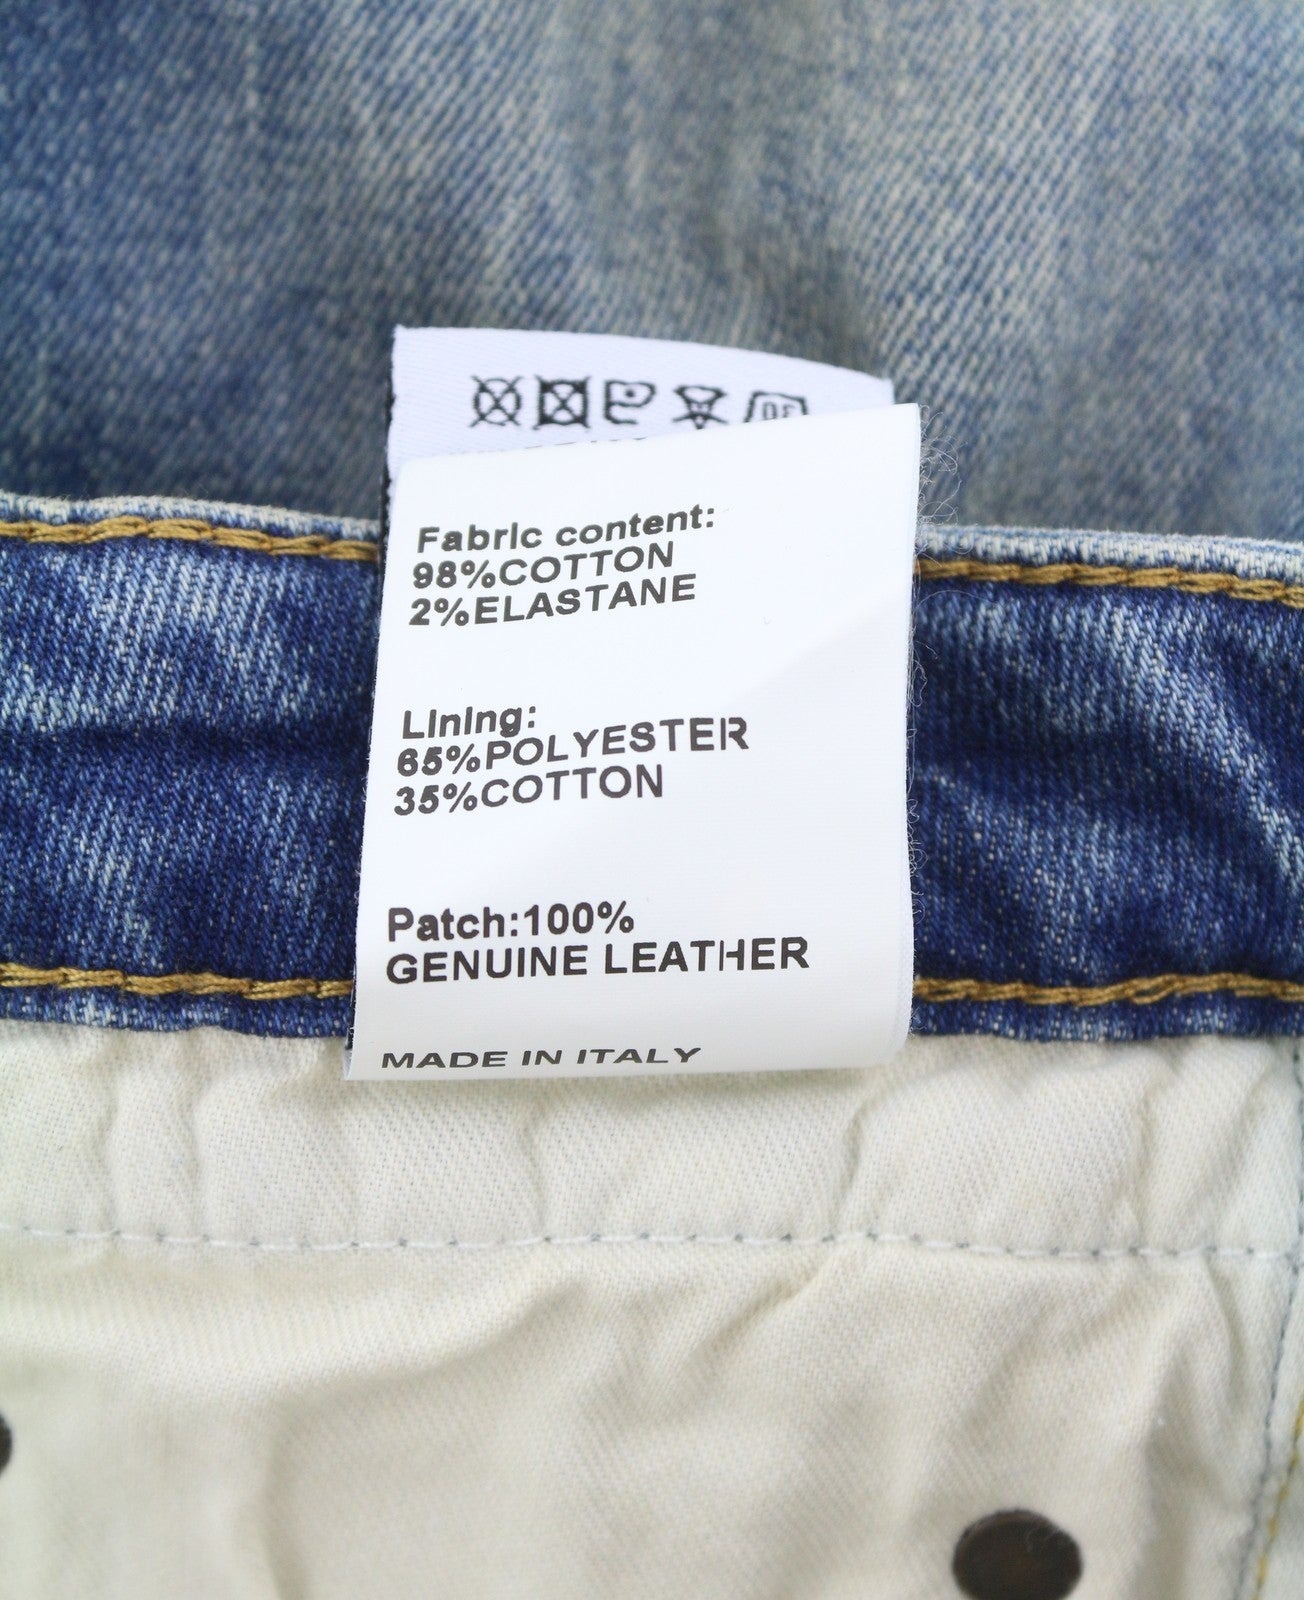 Fabric content:
98%COTTON
2%ELASTANE
Lining:
65%POLYESTER
35%COTTON
Patch:100%
GENUINE LEATHER
MADE IN ITALY